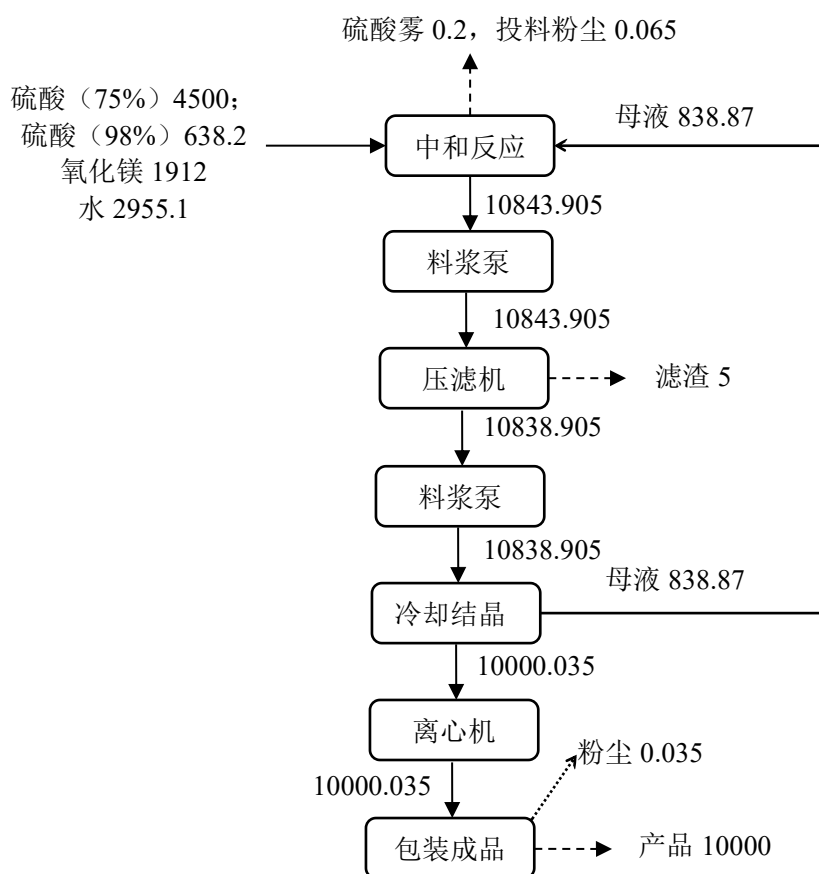 硫酸雾 0.2，投料粉尘 0.065
硫酸（75%）4500；
硫酸（98%）638.2
氧化镁 1912
水 2955.1
中和反应
母液 838.87
10843.905
料浆泵
10843.905
压滤机
滤渣 5
10838.905
料浆泵
10838.905
冷却结晶
母液 838.87
10000.035
离心机
粉尘 0.035
10000.035
包装成品
产品 10000